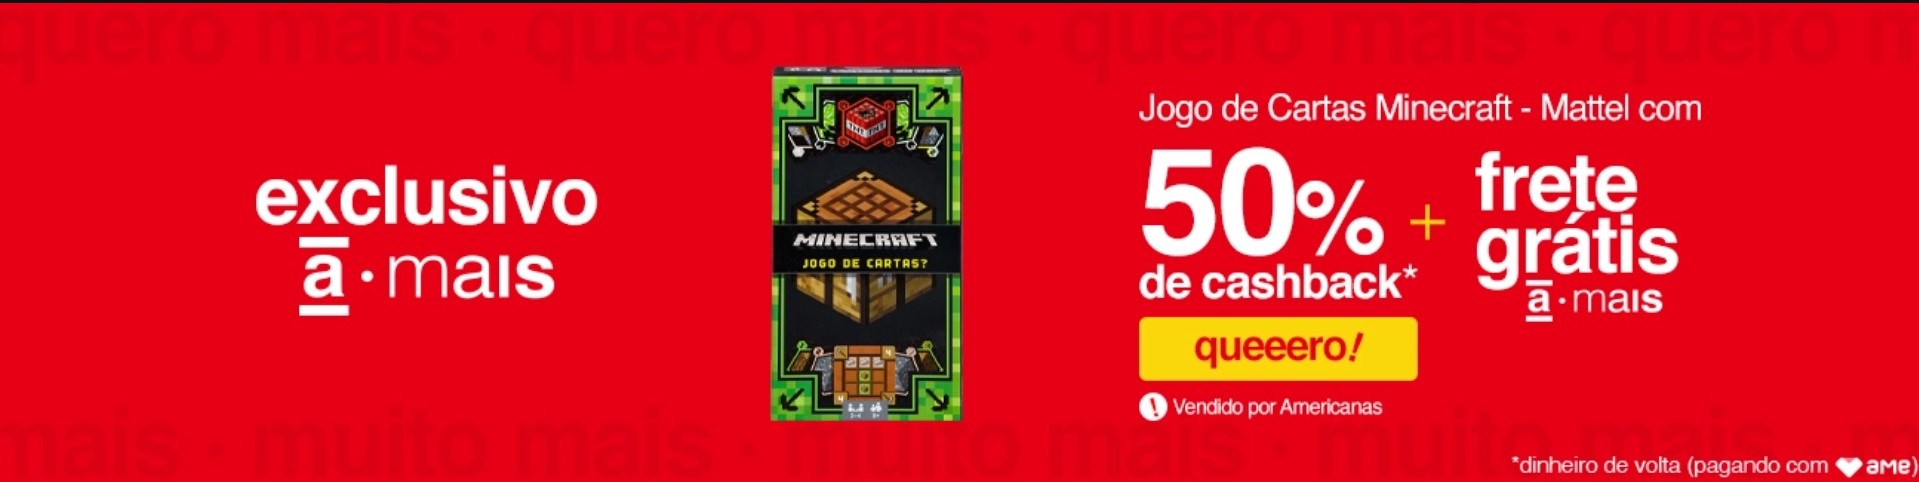 quero mais · quero mais · quero mais · quero m
exclusivo
a · mais
MINECRAFT
JOGO DE CARTAS?
Jogo de Cartas Minecraft - Mattel com
50% + frete grátis
de cashback*
a · mais
queeero!
! Vendido por Americanas
mais · muito mais · muito mais · muito mais · m
*dinheiro de volta (pagando com ame)